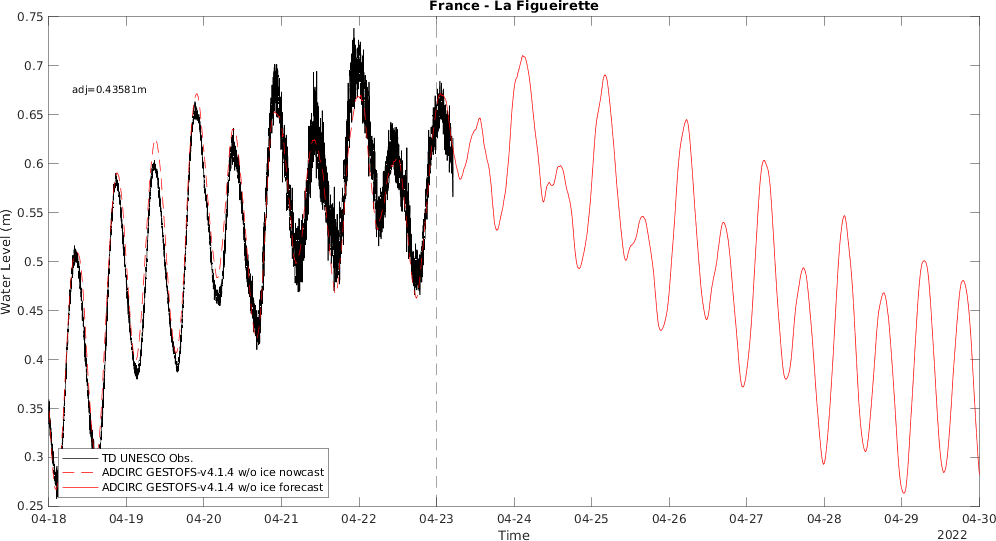 France - La Figueirette
0.75
0.7
0.65
0.6
0.55
0.5
0.45
0.4
0.35
0.3
0.25
Water Level (m)
adj=0.43581m
TD UNESCO Obs.
ADCIRC GESTOFS-v4.1.4 w/o ice nowcast
ADCIRC GESTOFS-v4.1.4 w/o ice forecast
04-18 04-19 04-20 04-21 04-22 04-23 04-24 04-25 04-26 04-27 04-28 04-29 04-30
Time
2022